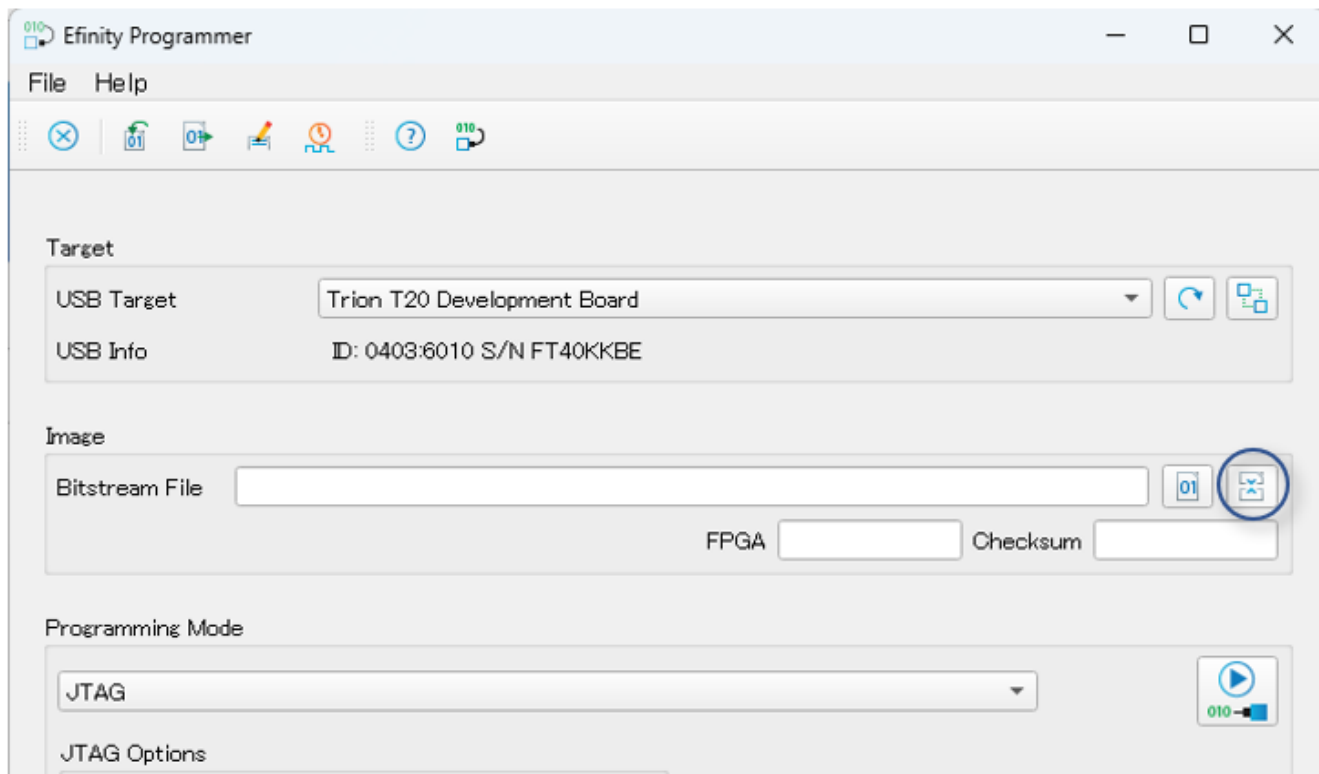 Efinity Programmer
File Help
Target
USB Target Trion T20 Development Board
USB Info ID: 0403:6010 S/N FT40KKBE
Image
Bitstream File 01
FPGA Checksum
Programming Mode
JTAG
010
JTAG Options